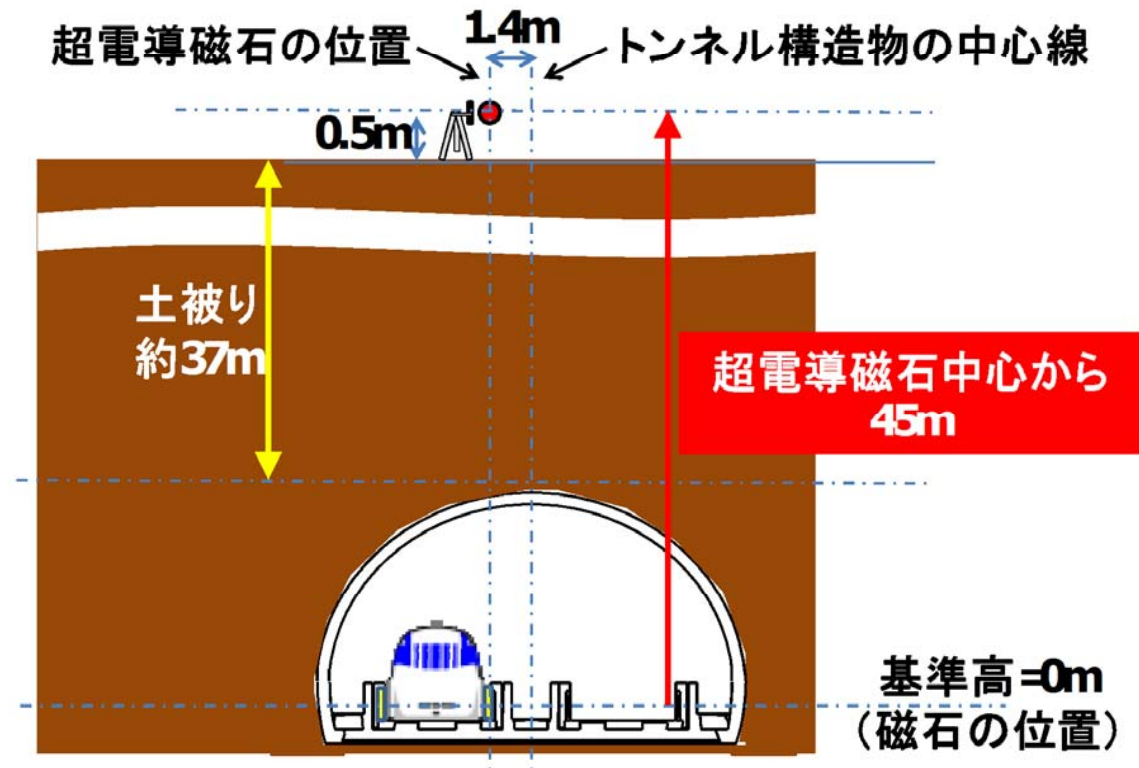 1.4m
超電導磁石の位置
トンネル構造物の中心線
0.5m
土被り
約37m
超電導磁石中心から
45m
基準高=0m
（磁石の位置）